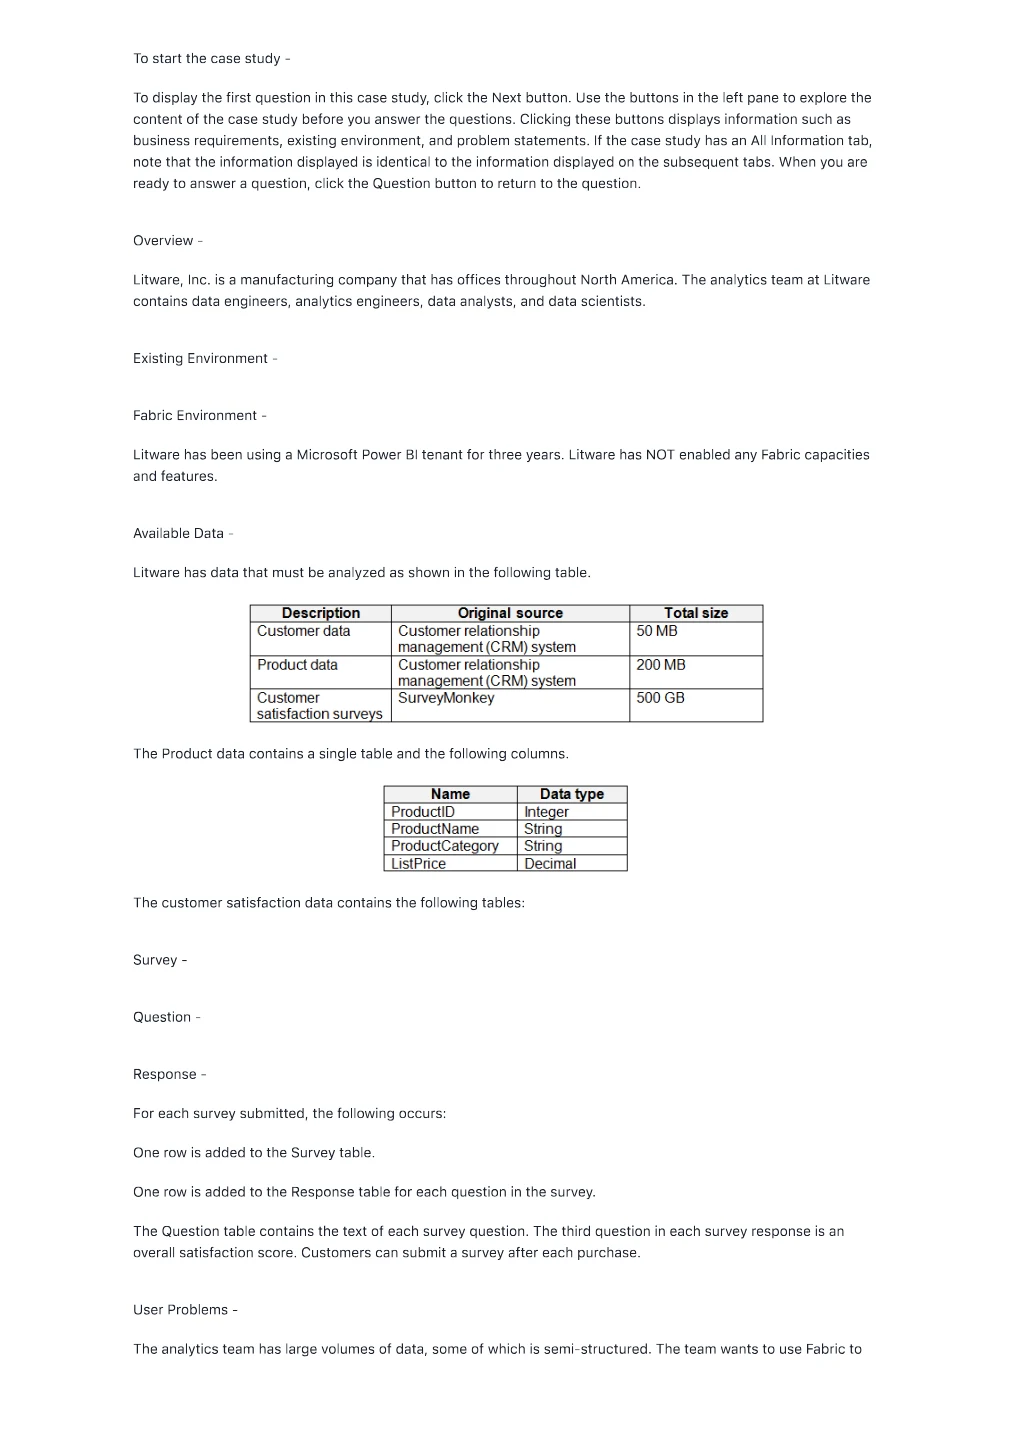 To start the case study -
To display the first question in this case study, click the Next button. Use the buttons in the left pane to explore the
content of the case study before you answer the questions. Clicking these buttons displays information such as
business requirements, existing environment, and problem statements. If the case study has an All Information tab,
note that the information displayed is identical to the information displayed on the subsequent tabs. When you are
ready to answer a question, click the Question button to return to the question.
Overview -
Litware, Inc. is a manufacturing company that has offices throughout North America. The analytics team at Litware
contains data engineers, analytics engineers, data analysts, and data scientists.
Existing Environment -
Fabric Environment -
Litware has been using a Microsoft Power BI tenant for three years. Litware has NOT enabled any Fabric capacities
and features.
Available Data -
Litware has data that must be analyzed as shown in the following table.
Description Original source Total size
Customer data Customer relationship 50 MB
management (CRM) system
Product data Customer relationship 200 MB
management (CRM) system
Customer SurveyMonkey 500 GB
satisfaction surveys
The Product data contains a single table and the following columns.
Name Data type
ProductID Integer
ProductName String
ProductCategory String
ListPrice Decimal
The customer satisfaction data contains the following tables:
Survey -
Question -
Response -
For each survey submitted, the following occurs:
One row is added to the Survey table.
One row is added to the Response table for each question in the survey.
The Question table contains the text of each survey question. The third question in each survey response is an
overall satisfaction score. Customers can submit a survey after each purchase.
User Problems -
The analytics team has large volumes of data, some of which is semi-structured. The team wants to use Fabric to